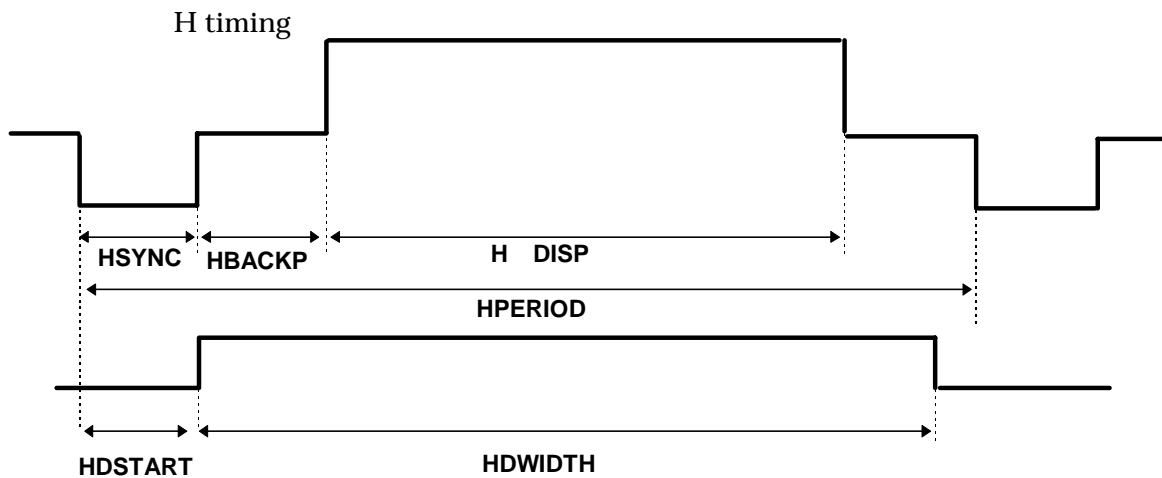 H timing
HSYNC HBACKP H DISP
HPERIOD
HDSTART HDWIDTH